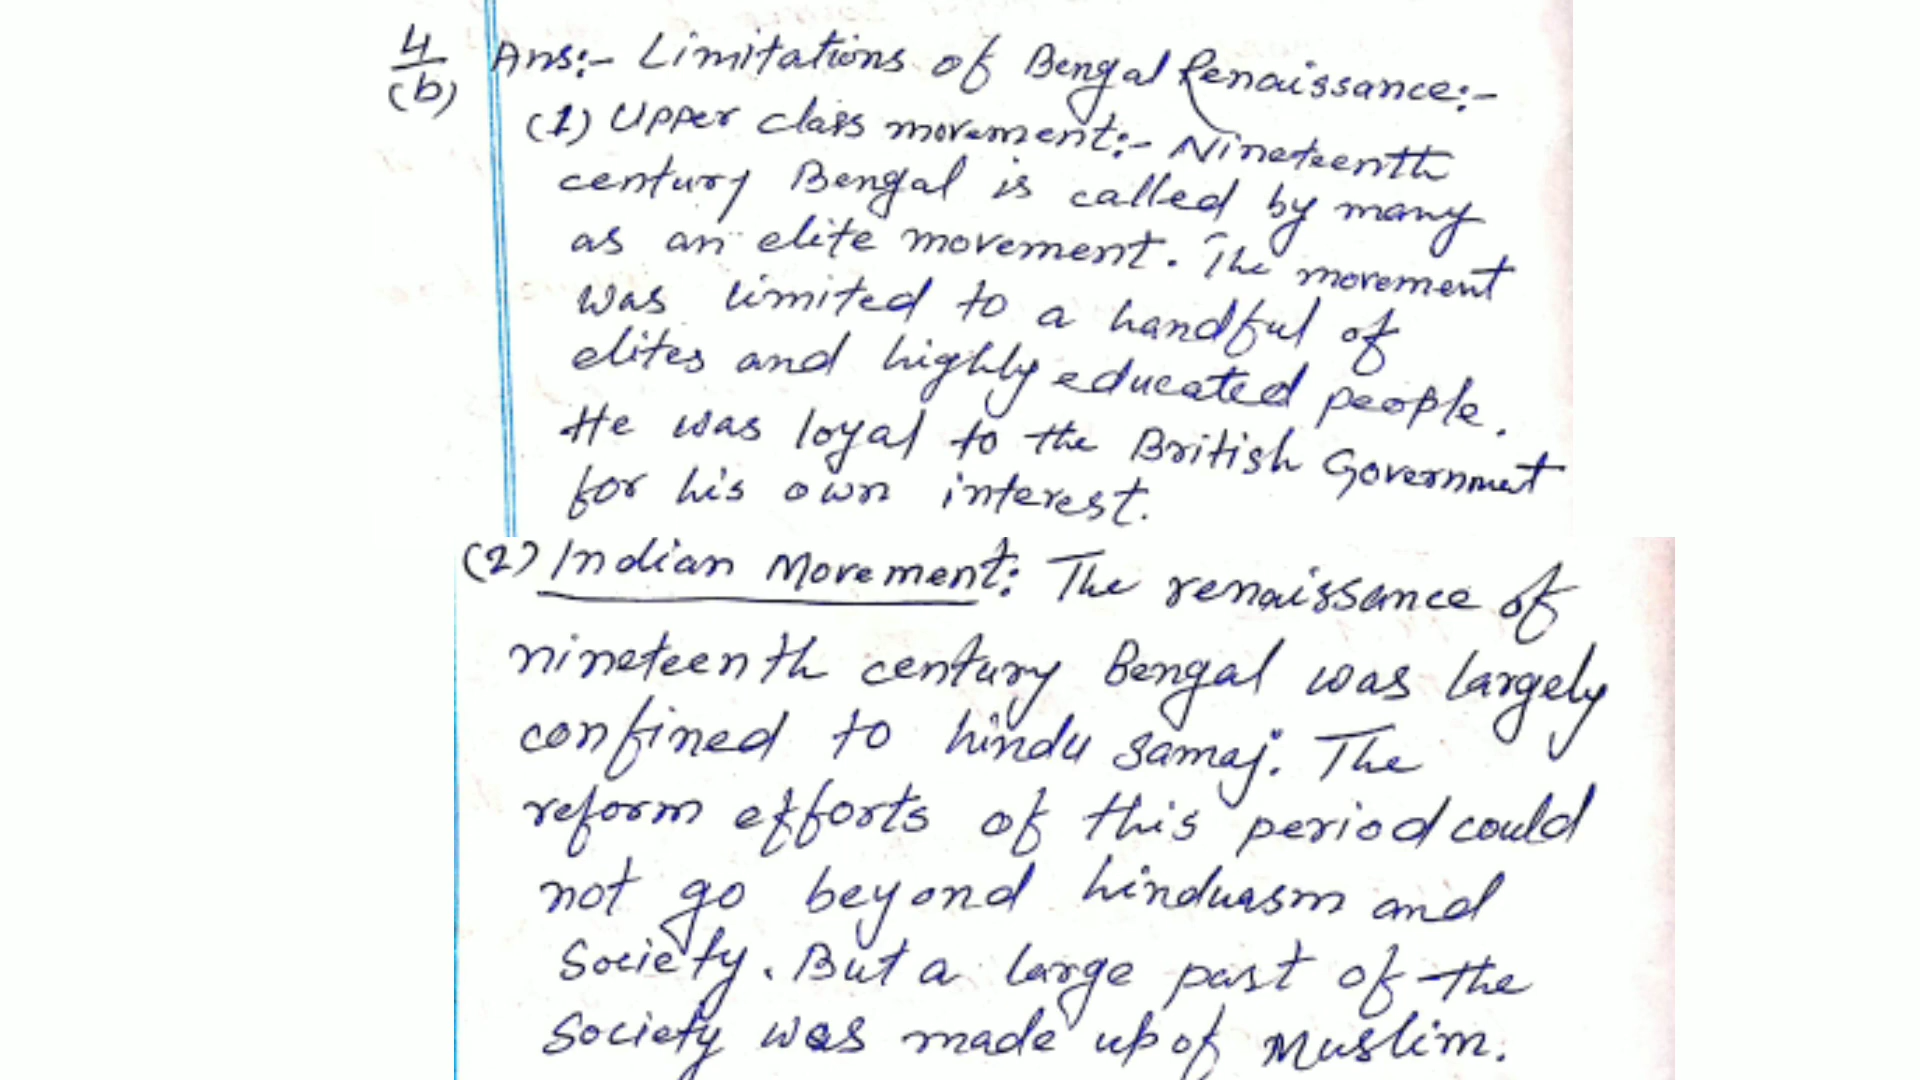 4
(b)
Ans:- Limitations of Bengal Renaissance:-
(1) Upper class movement:- Nineteenth
century Bengal is called by many
as an elite movement. The movement
was limited to a handful of
elites and highly educated people.
He was loyal to the British Government
for his own interest.
(2) Indian Movement: The renaissance of
nineteenth century Bengal was largely
confined to hindu samaj. The
reform efforts of this period could
not go beyond hinduasm and
Society. But a large part of the
Society was made up of Muslim.